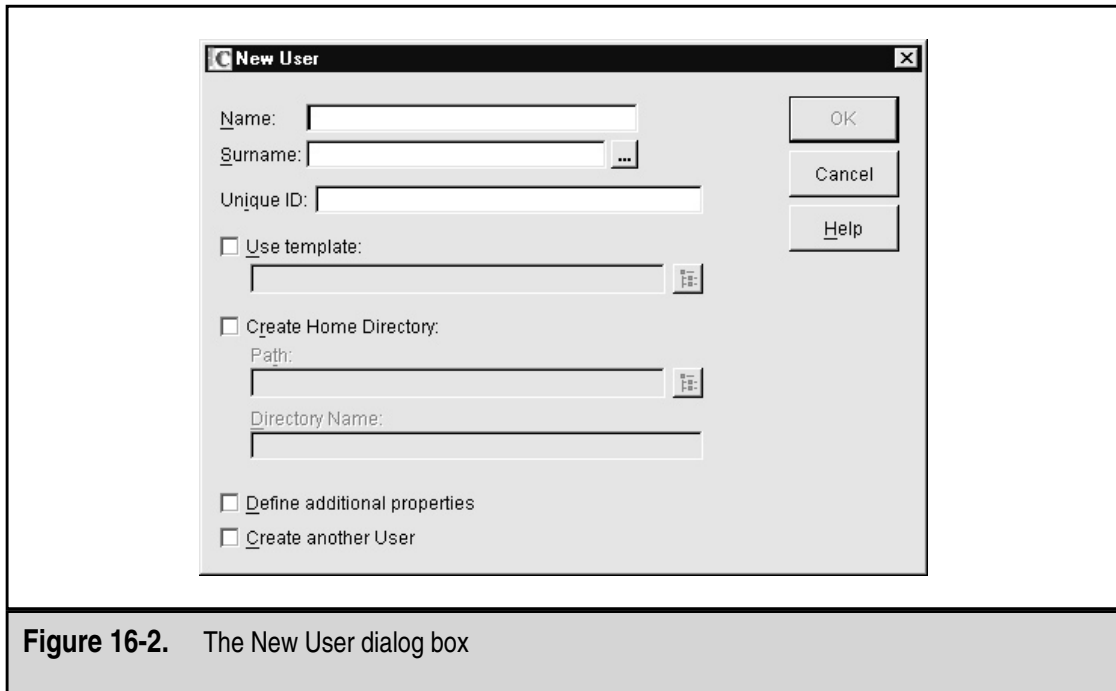 C New User
Name:
OK
Surname:
...
Cancel
Unique ID:
Help
Use template:
Create Home Directory:
Path:
Directory Name:
Define additional properties
Create another User
Figure 16-2. The New User dialog box